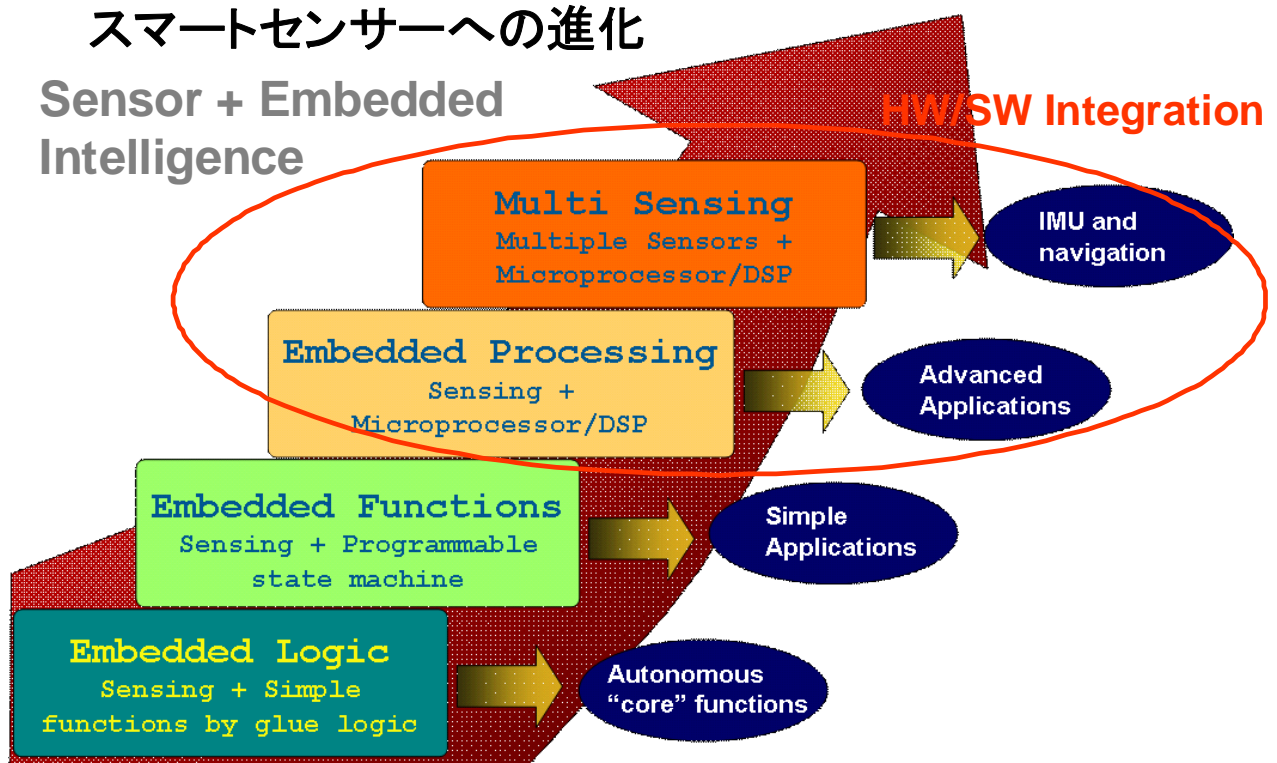 スマートセンサーへの進化
Sensor + Embedded
Intelligence
HW/SW Integration
Multi Sensing
Multiple Sensors +
Microprocessor/DSP
IMU and
navigation
Embedded Processing
Sensing +
Microprocessor/DSP
Advanced
Applications
Embedded Functions
Sensing + Programmable
state machine
Simple
Applications
Embedded Logic
Sensing + Simple
functions by glue logic
Autonomous
“core” functions